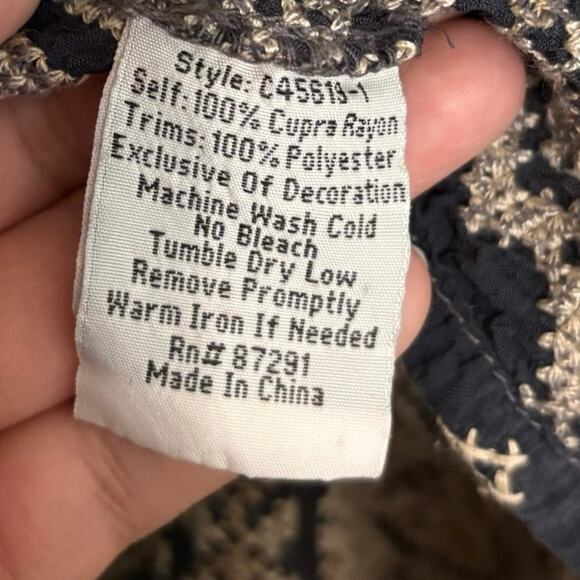 Style: C45619-1
Self: 100% Cupra Rayon
Trims: 100% Polyester
Exclusive Of Decoration
Machine Wash Cold
No Bleach
Tumble Dry Low
Remove Promptly
Warm Iron If Needed
Rn# 87291
Made In China